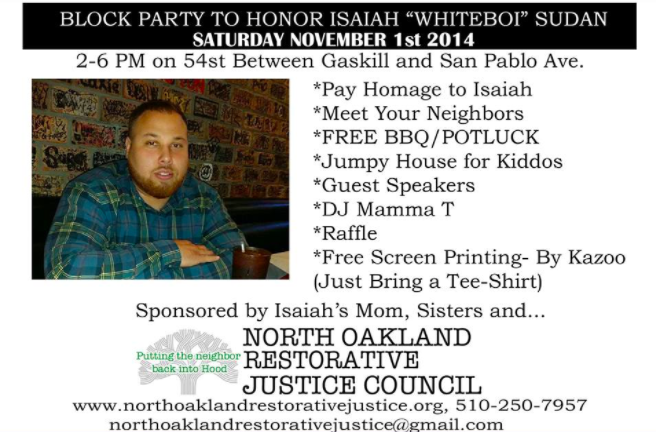 BLOCK PARTY TO HONOR ISAIAH “WHITEBOI” SUDAN
SATURDAY NOVEMBER 1st 2014
2-6 PM on 54st Between Gaskill and San Pablo Ave.
*Pay Homage to Isaiah
*Meet Your Neighbors
*FREE BBQ/POTLUCK
*Jumpy House for Kiddos
*Guest Speakers
*DJ Mamma T
*Raffle
*Free Screen Printing- By Kazoo
(Just Bring a Tee-Shirt)
Sponsored by Isaiah’s Mom, Sisters and...
Putting the neighbor
back into Hood
NORTH OAKLAND
RESTORATIVE
JUSTICE COUNCIL
www.northoaklandrestorativejustice.org, 510-250-7957
northoaklandrestorativejustice@gmail.com